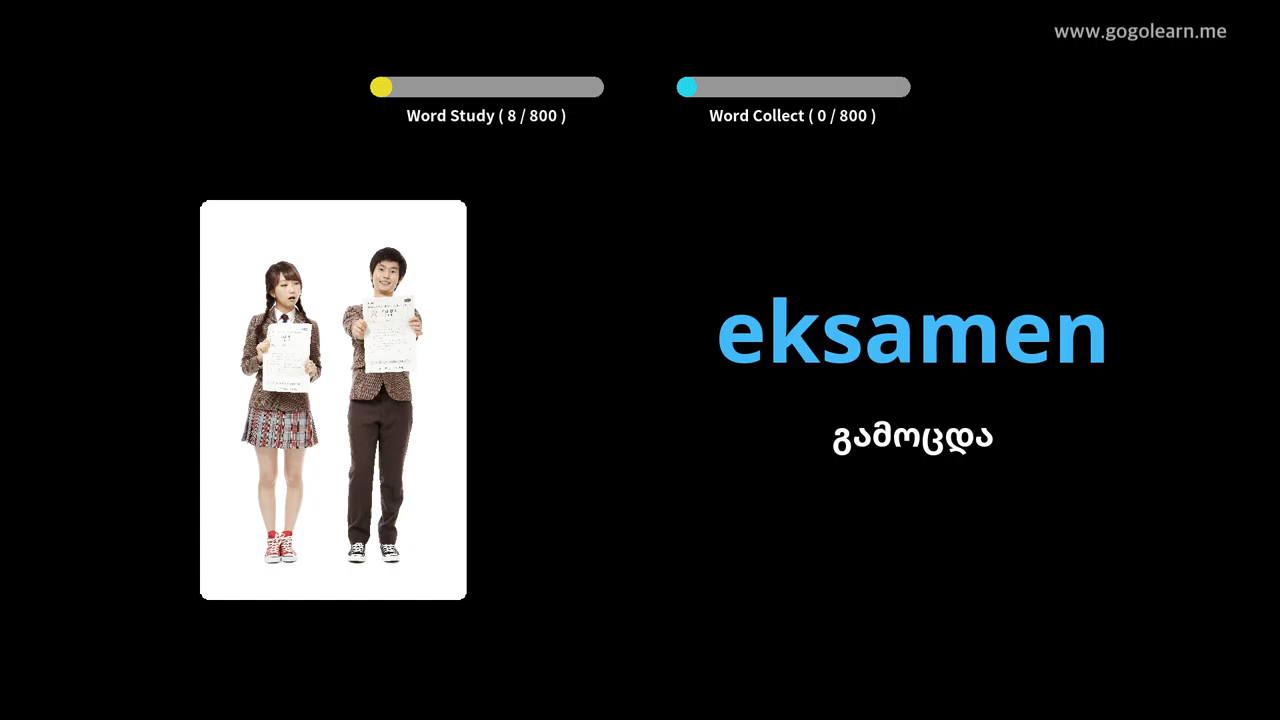 www.gogolearn.me
Word Study ( 8 / 800 )
Word Collect ( 0 / 800 )
eksamen
გამოცდა